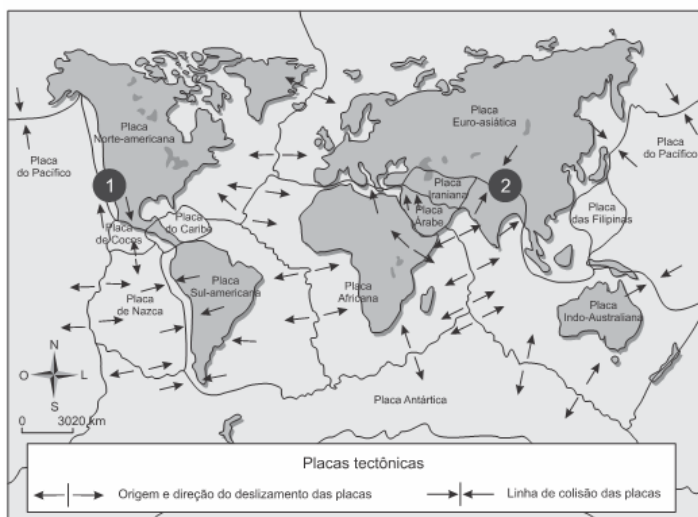 Placa
do Pacífico
Placa
Norte-americana
1
Placa
de Cocos
Placa
do Caribe
Placa
de Nazca
Placa
Sul-americana
Placa
Africana
Placa
Euro-asiática
Placa
Iraniana
Placa
Árabe
2
Placa
do Pacífico
Placa
das Filipinas
Placa
Indo-Australiana
Placa Antártica
N
O
L
S
0 3020 km
Placas tectônicas
Origem e direção do deslizamento das placas
Linha de colisão das placas